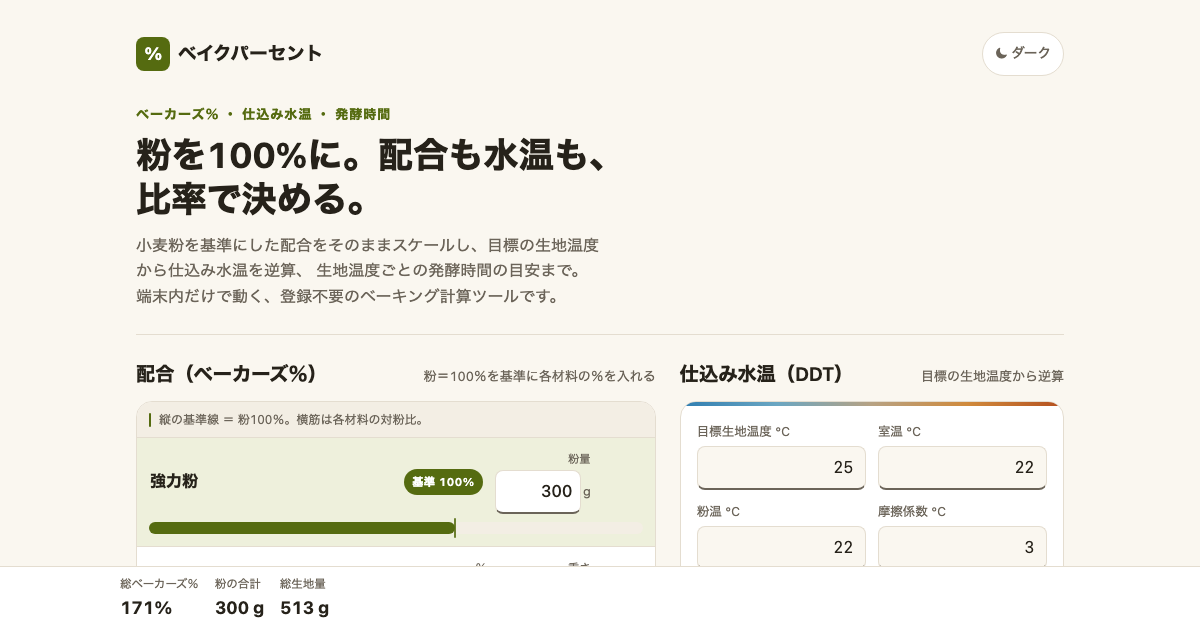 % ベイクパーセント
ダーク
ベーカーズ% ・ 仕込み水温 ・ 発酵時間
粉を100%に。配合も水温も、
比率で決める。
小麦粉を基準にした配合をそのままスケールし、目標の生地温度
から仕込み水温を逆算、 生地温度ごとの発酵時間の目安まで。
端末内だけで動く、登録不要のベーキング計算ツールです。
配合（ベーカーズ%）
粉＝100%を基準に各材料の%を入れる
縦の基準線 ＝ 粉100%。横筋は各材料の対粉比。
粉量
強力粉
基準 100%
300 g
仕込み水温（DDT）
目標の生地温度から逆算
目標生地温度 °C
室温 °C
25
22
粉温 °C
摩擦係数 °C
22
3
総ベーカーズ%
粉の合計
総生地量
171%
300 g
513 g